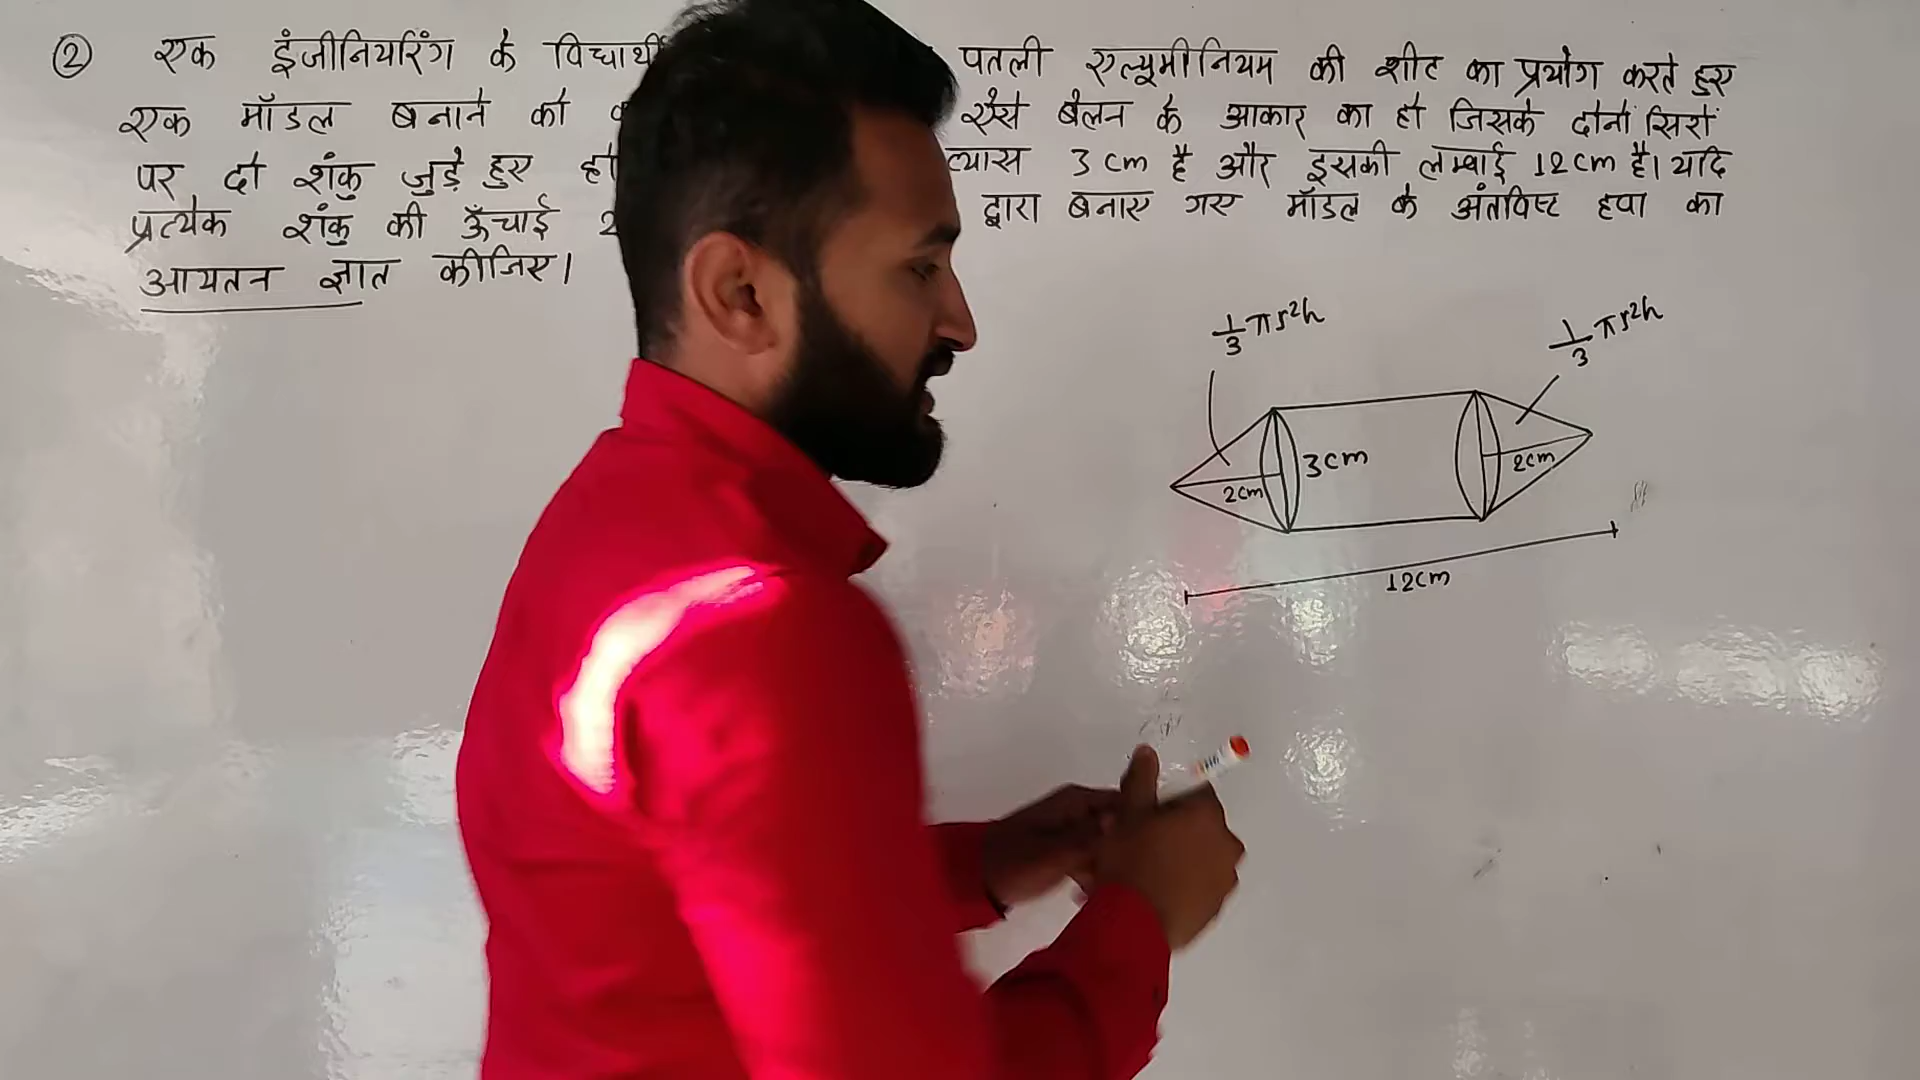 ② एक इंजीनियरिंग के विद्यार्थी पतली एल्यूमीनियम की शीट का प्रयोग करते हुए
एक मॉडल बनाने को ऐसे बेलन के आकार का हो जिसके दोनों सिरों
पर दो शंकु जुड़े हुए हो व्यास 3 cm है और इसकी लम्बाई 12 cm है। यदि
प्रत्येक शंकु की ऊँचाई 2 द्वारा बनाए गए मॉडल के अंतर्विष्ट हवा का
आयतन ज्ञात कीजिए।
1/3 πr²h
1/3 πr²h
3cm
2cm
2cm
12cm